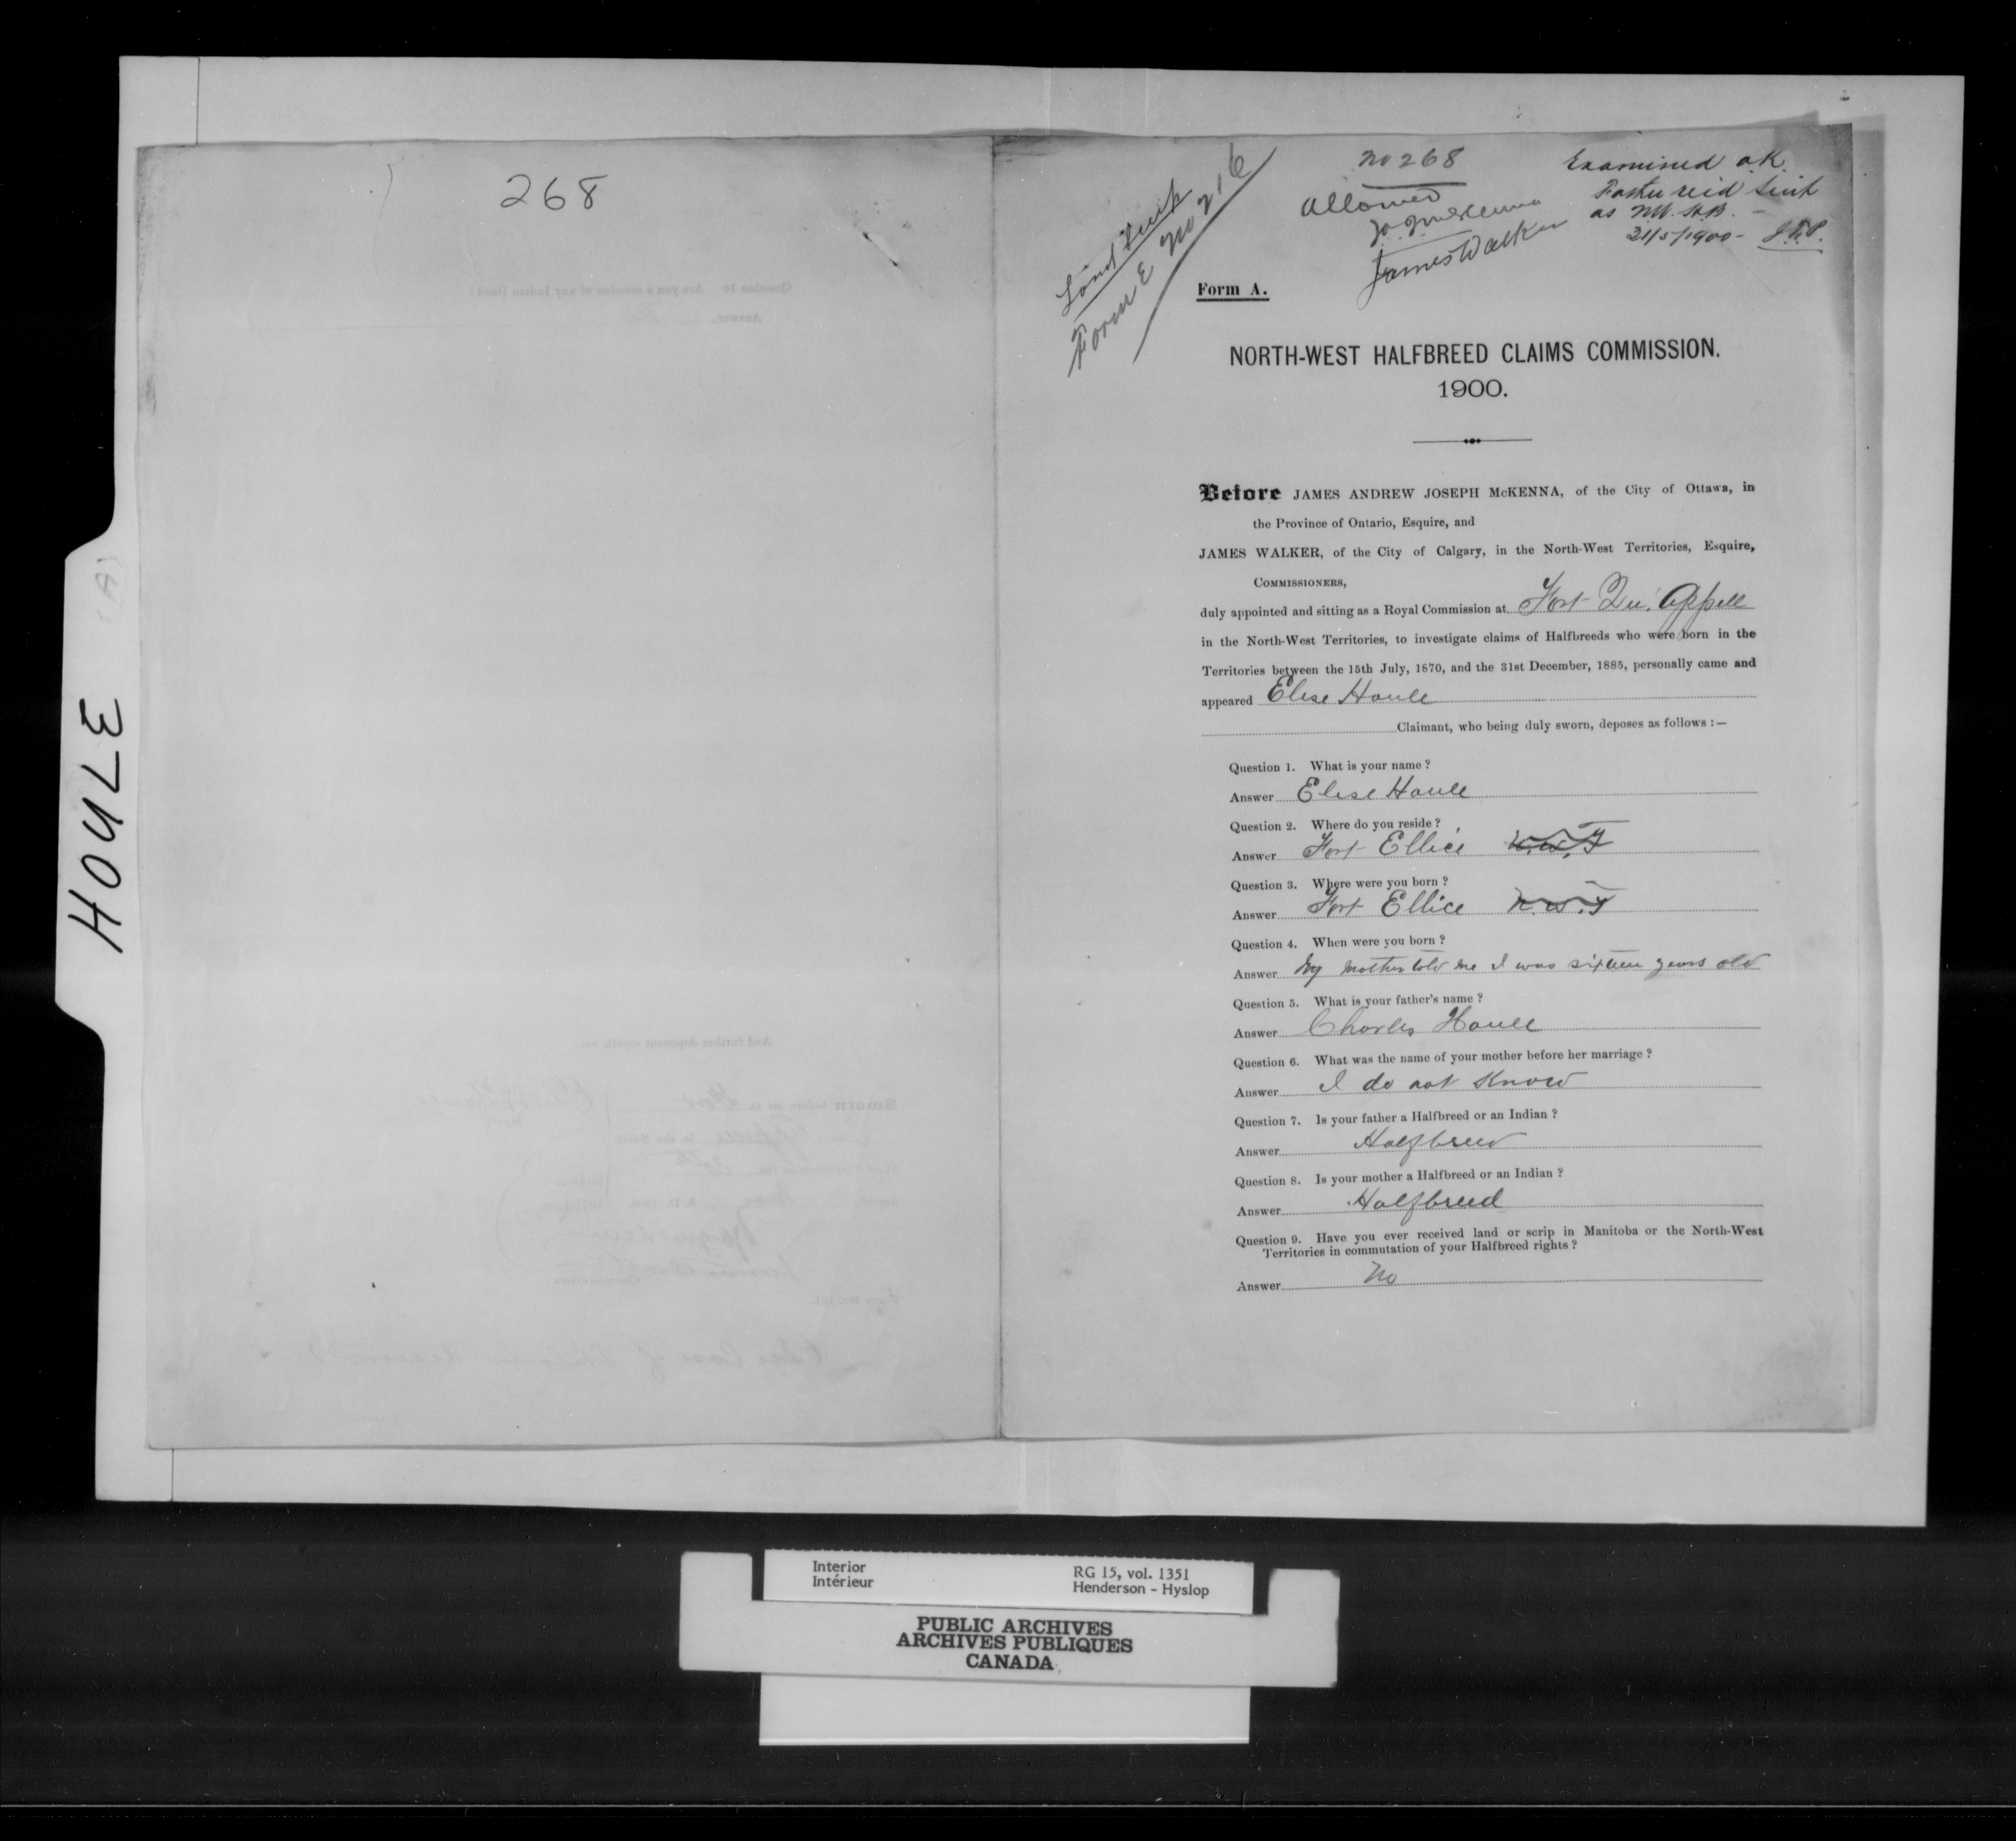 268
HOULE
No 268
Allowed
J. A. J. McKenna
James Walker
Examined O.K.
Father rec'd Scrip
as N.W. H.B. -
21/5/1900 - J.R.
Land Scrip
Form E No 216
Form A.
NORTH-WEST HALFBREED CLAIMS COMMISSION.
1900.
Before JAMES ANDREW JOSEPH McKENNA, of the City of Ottawa, in
the Province of Ontario, Esquire, and
JAMES WALKER, of the City of Calgary, in the North-West Territories, Esquire,
COMMISSIONERS,
duly appointed and sitting as a Royal Commission at Fort Qu'Appell
in the North-West Territories, to investigate claims of Halfbreeds who were born in the
Territories between the 15th July, 1870, and the 31st December, 1885, personally came and
appeared Elise Houle
Claimant, who being duly sworn, deposes as follows :—
Question 1. What is your name ?
Answer Elise Houle
Question 2. Where do you reside ?
Answer Fort Ellice N.W.T
Question 3. Where were you born ?
Answer Fort Ellice N.W.T
Question 4. When were you born ?
Answer My mother told me I was sixteen years old
Question 5. What is your father's name ?
Answer Charles Houle
Question 6. What was the name of your mother before her marriage ?
Answer I do not know
Question 7. Is your father a Halfbreed or an Indian ?
Answer Halfbreed
Question 8. Is your mother a Halfbreed or an Indian ?
Answer Halfbreed
Question 9. Have you ever received land or scrip in Manitoba or the North-West
Territories in commutation of your Halfbreed rights ?
Answer No
Interior
Intérieur
RG 15, vol. 1351
Henderson - Hyslop
PUBLIC ARCHIVES
ARCHIVES PUBLIQUES
CANADA